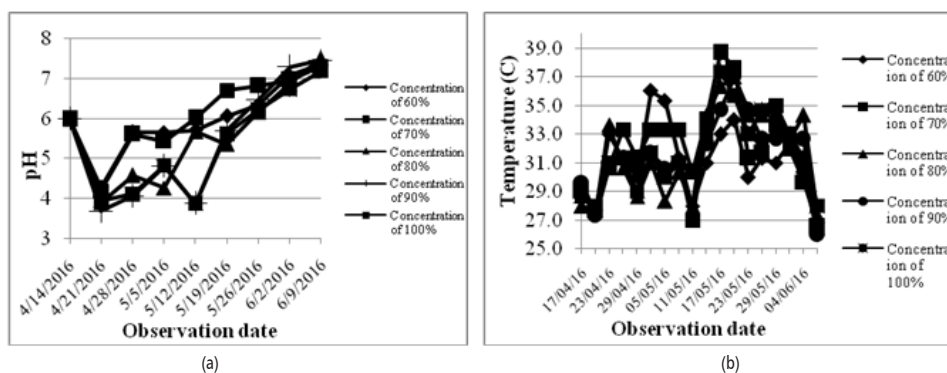 8
7
6
5
4
3
pH
4/14/2016
4/21/2016
4/28/2016
5/5/2016
5/12/2016
5/19/2016
5/26/2016
6/2/2016
6/9/2016
Observation date
Concentration
of 60%
Concentration
of 70%
Concentration
of 80%
Concentration
of 90%
Concentration
of 100%
(a)
39.0
37.0
35.0
33.0
31.0
29.0
27.0
25.0
Temperature (C)
17/04/16
23/04/16
29/04/16
05/05/16
11/05/16
17/05/16
23/05/16
29/05/16
04/06/16
Observation date
Concentrat
ion of 60%
Concentrat
ion of 70%
Concentrat
ion of 80%
Concentrat
ion of 90%
Concentrat
ion of
100%
(b)